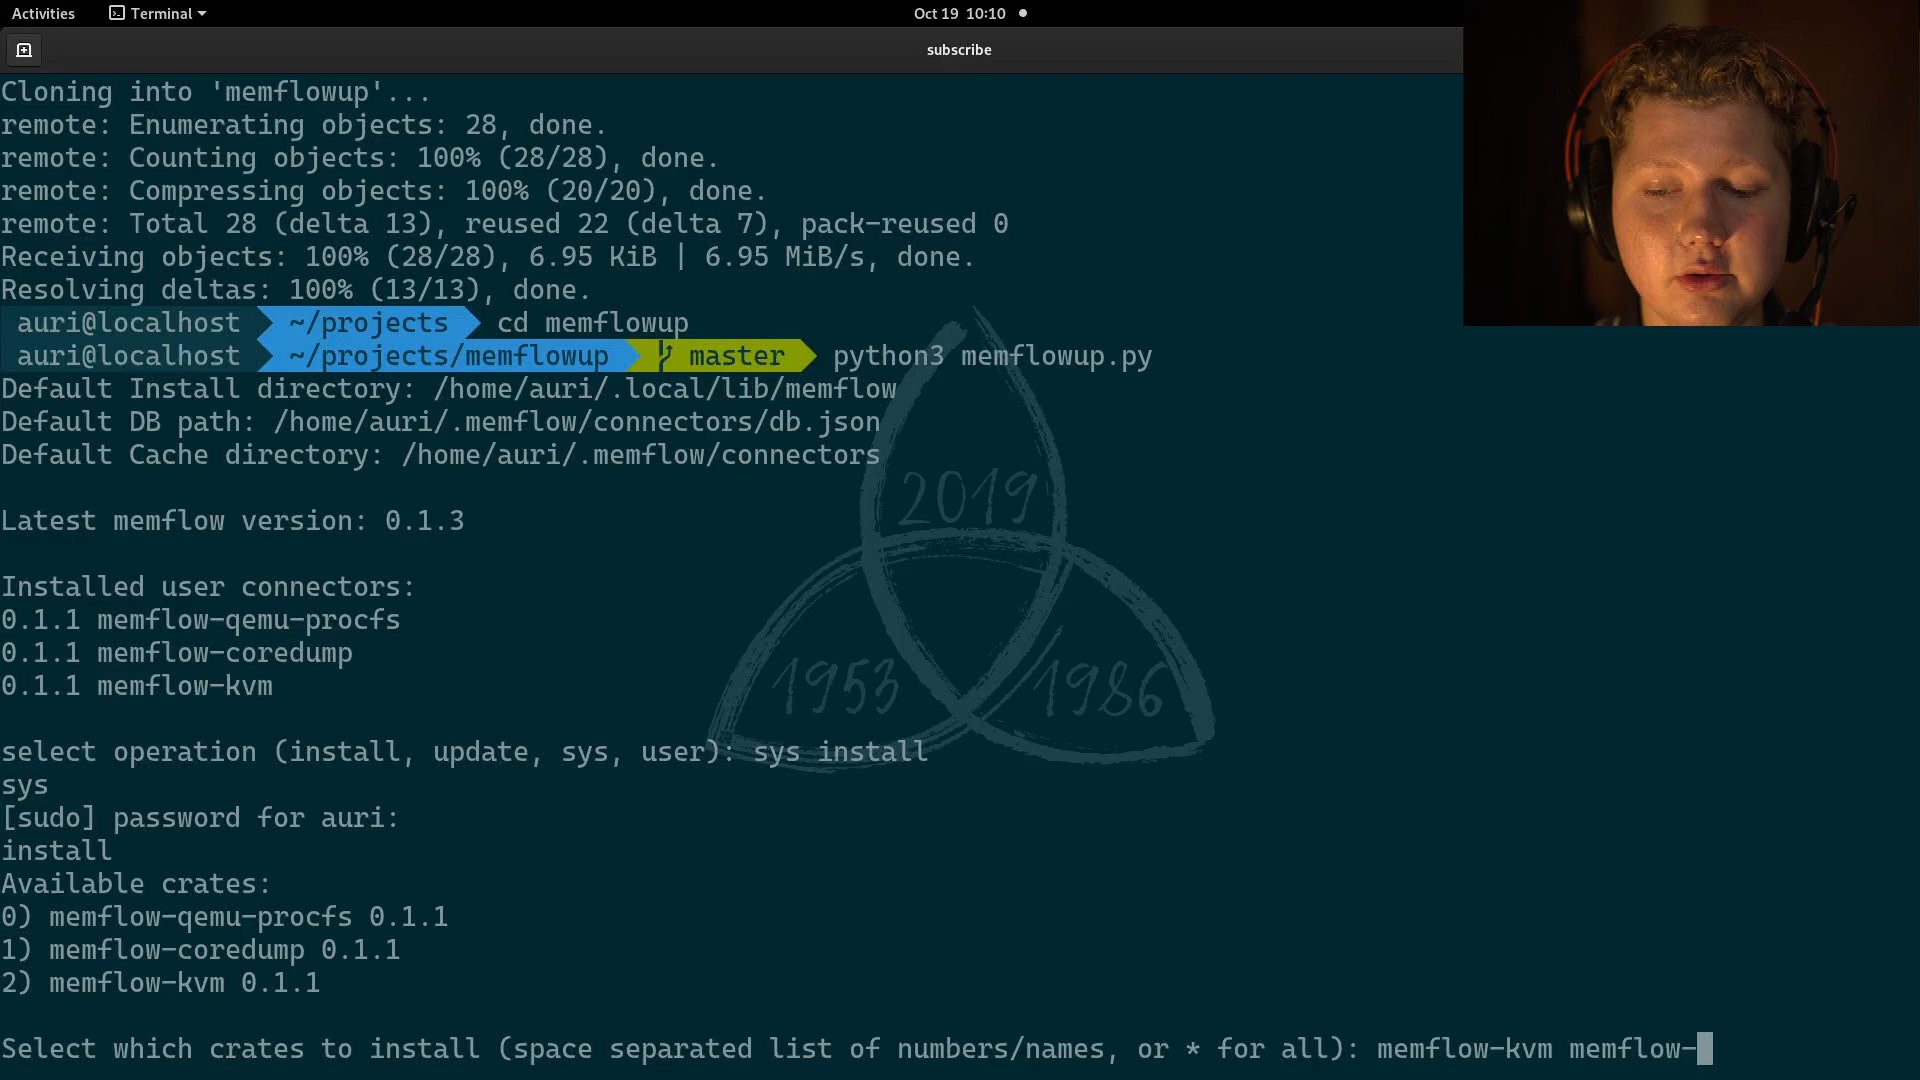 Activities Terminal Oct 19 10:10
subscribe
Cloning into 'memflowup'...
remote: Enumerating objects: 28, done.
remote: Counting objects: 100% (28/28), done.
remote: Compressing objects: 100% (20/20), done.
remote: Total 28 (delta 13), reused 22 (delta 7), pack-reused 0
Receiving objects: 100% (28/28), 6.95 KiB | 6.95 MiB/s, done.
Resolving deltas: 100% (13/13), done.
auri@localhost ~/projects cd memflowup
auri@localhost ~/projects/memflowup master python3 memflowup.py
Default Install directory: /home/auri/.local/lib/memflow
Default DB path: /home/auri/.memflow/connectors/db.json
Default Cache directory: /home/auri/.memflow/connectors
2019
Latest memflow version: 0.1.3
Installed user connectors:
0.1.1 memflow-qemu-procfs
0.1.1 memflow-coredump
0.1.1 memflow-kvm
1953 1986
select operation (install, update, sys, user): sys install
sys
[sudo] password for auri:
install
Available crates:
0) memflow-qemu-procfs 0.1.1
1) memflow-coredump 0.1.1
2) memflow-kvm 0.1.1
Select which crates to install (space separated list of numbers/names, or * for all): memflow-kvm memflow-